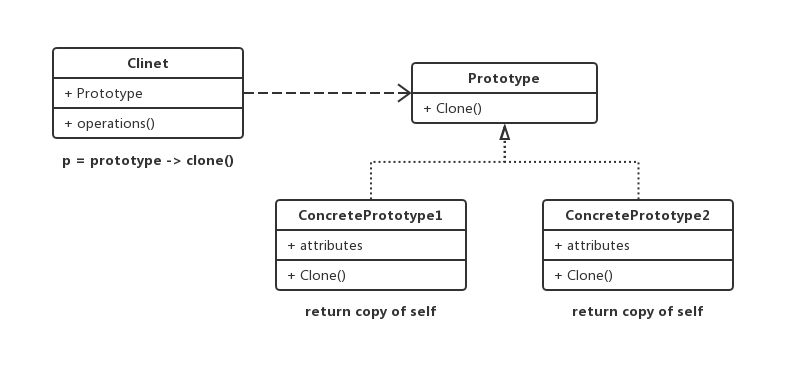 Clinet
+ Prototype
+ operations()
p = prototype -> clone()
Prototype
+ Clone()
ConcretePrototype1
+ attributes
+ Clone()
return copy of self
ConcretePrototype2
+ attributes
+ Clone()
return copy of self